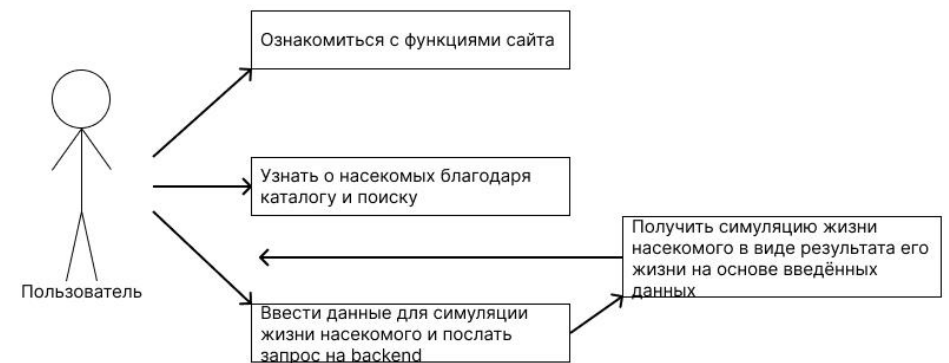 Ознакомиться с функциями сайта
Узнать о насекомых благодаря
каталогу и поиску
Получить симуляцию жизни
насекомого в виде результата его
жизни на основе введённых
данных
Пользователь
Ввести данные для симуляции
жизни насекомого и послать
запрос на backend